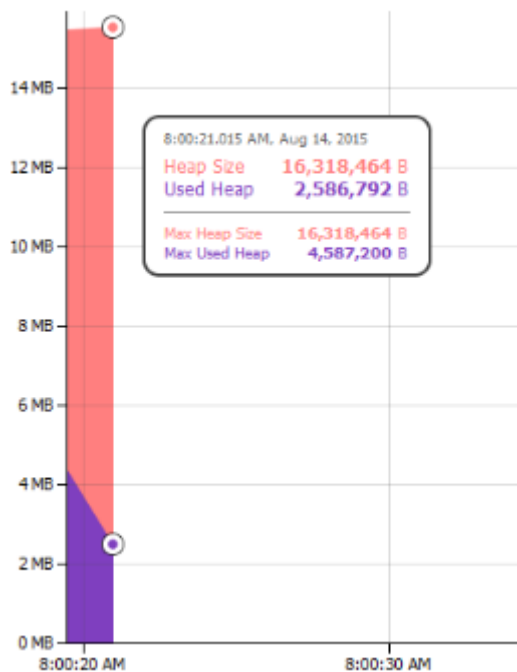 14 MB
8:00:21.015 AM, Aug 14, 2015
12 MB
Heap Size 16,318,464 B
Used Heap 2,586,792 B
Max Heap Size 16,318,464 B
10 MB
Max Used Heap 4,587,200 B
8 MB
6 MB
4 MB
2 MB
0 MB
8:00:20 AM 8:00:30 AM